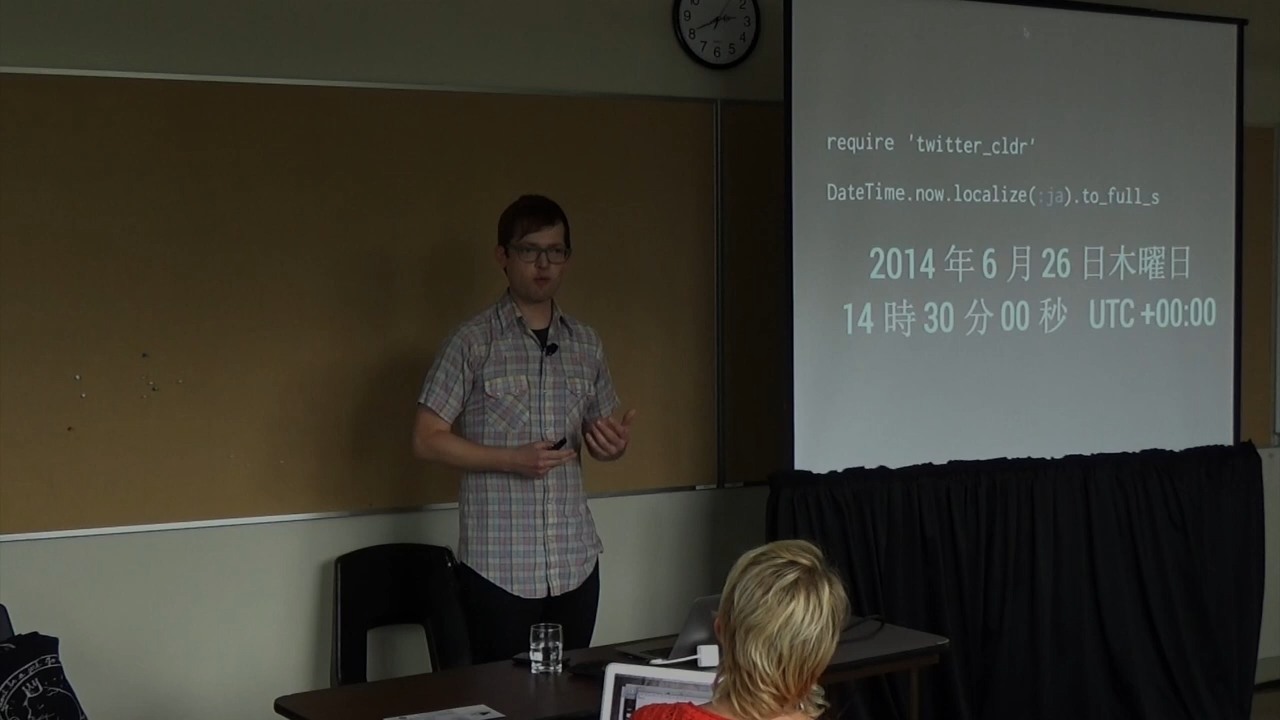 require 'twitter_cldr'
DateTime.now.localize(:ja).to_full_s
2014年6月26日木曜日
14時30分00秒 UTC +00:00